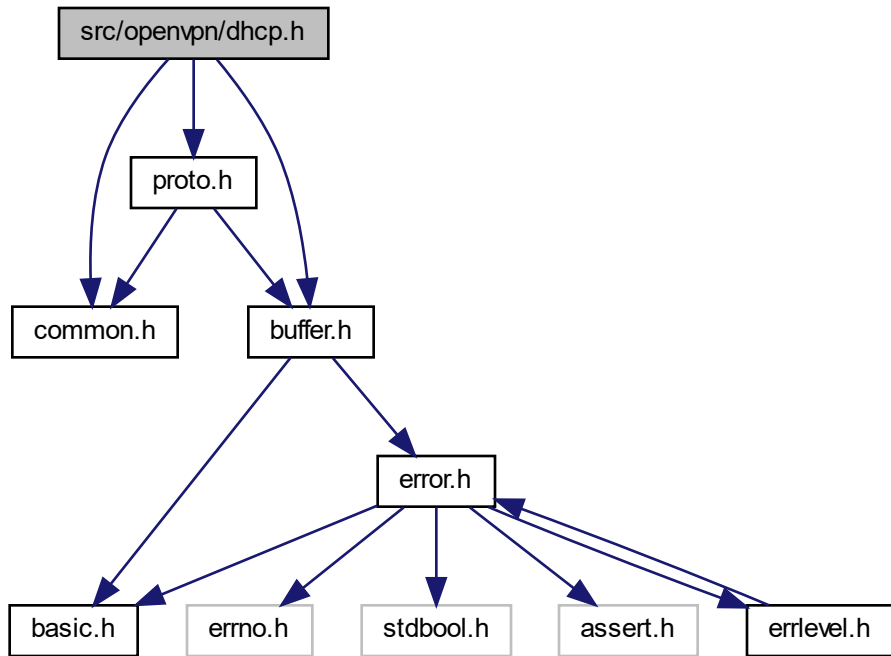 src/openvpn/dhcp.h
proto.h
common.h
buffer.h
error.h
basic.h
errno.h
stdbool.h
assert.h
errlevel.h